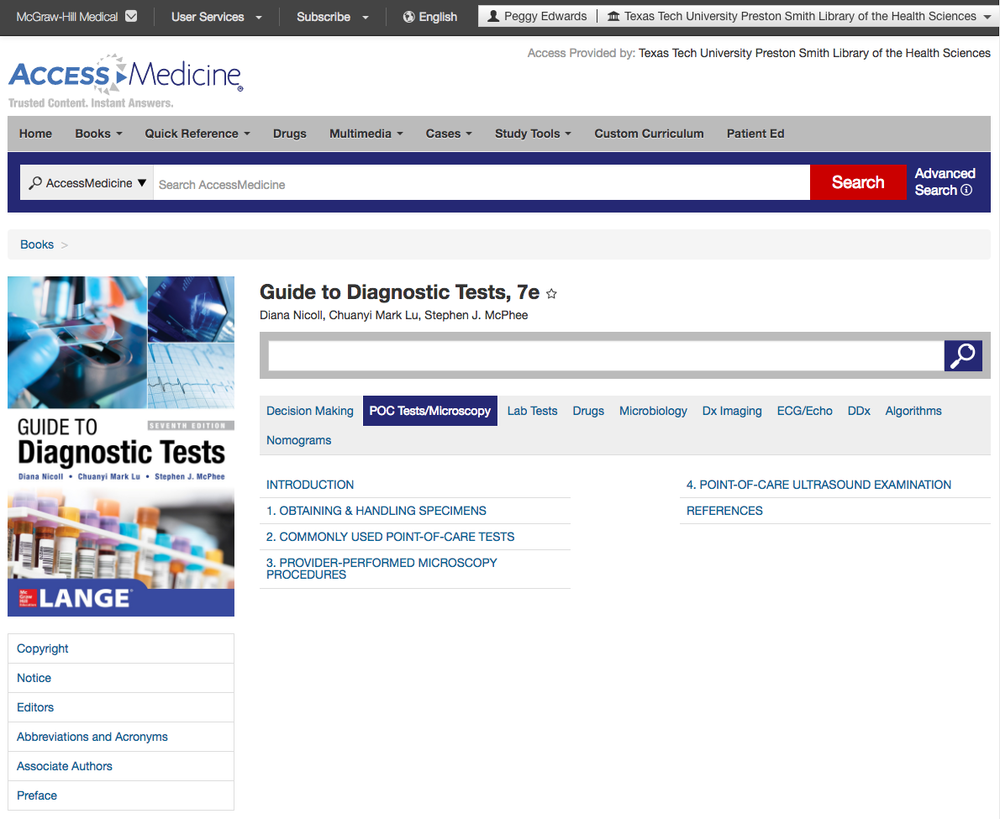 McGraw-Hill Medical User Services Subscribe English Peggy Edwards Texas Tech University Preston Smith Library of the Health Sciences
Access Provided by: Texas Tech University Preston Smith Library of the Health Sciences
ACCESS Medicine®
Trusted Content. Instant Answers.
Home Books Quick Reference Drugs Multimedia Cases Study Tools Custom Curriculum Patient Ed
AccessMedicine Search AccessMedicine Search Advanced
Search
Books >
Guide to Diagnostic Tests, 7e
Diana Nicoll, Chuanyi Mark Lu, Stephen J. McPhee
GUIDE TO
SEVENTH EDITION
Diagnostic Tests
Diana Nicoll • Chuanyi Mark Lu • Stephen J. McPhee
Mc
Graw
Hill
Education
LANGE®
Decision Making POC Tests/Microscopy Lab Tests Drugs Microbiology Dx Imaging ECG/Echo DDx Algorithms
Nomograms
INTRODUCTION
1. OBTAINING & HANDLING SPECIMENS
2. COMMONLY USED POINT-OF-CARE TESTS
3. PROVIDER-PERFORMED MICROSCOPY
PROCEDURES
4. POINT-OF-CARE ULTRASOUND EXAMINATION
REFERENCES
Copyright
Notice
Editors
Abbreviations and Acronyms
Associate Authors
Preface